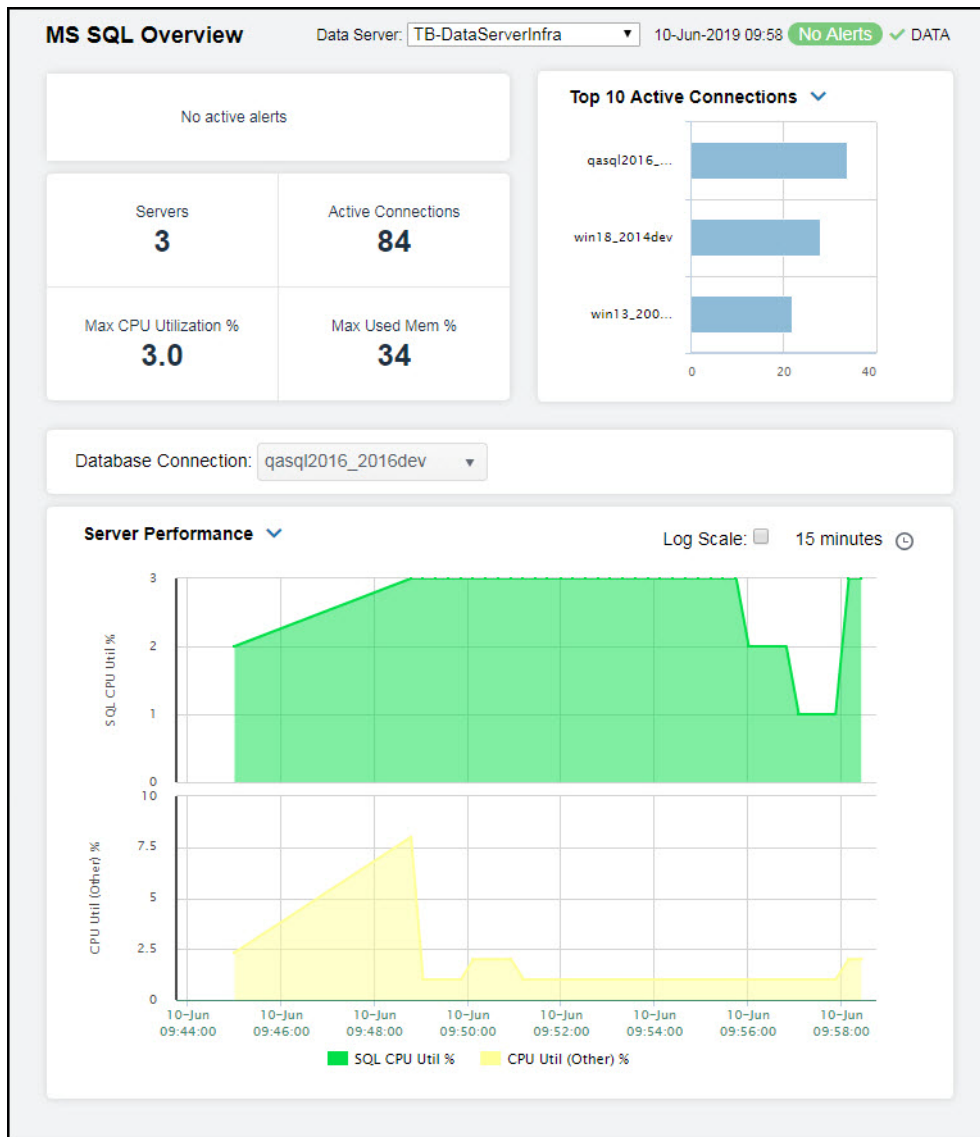 MS SQL Overview
Data Server: TB-DataServerInfra 10-Jun-2019 09:58 No Alerts DATA
No active alerts
Servers
3
Active Connections
84
Max CPU Utilization %
3.0
Max Used Mem %
34
Top 10 Active Connections
qasql2016_...
win18_2014dev
win13_200...
0 20 40
Database Connection: qasql2016_2016dev
Server Performance
Log Scale: 15 minutes
3
2
1
0
SQL CPU Util %
10
7.5
5
2.5
0
CPU Util (Other) %
10-Jun 10-Jun 10-Jun 10-Jun 10-Jun 10-Jun 10-Jun 10-Jun
09:44:00 09:46:00 09:48:00 09:50:00 09:52:00 09:54:00 09:56:00 09:58:00
SQL CPU Util % CPU Util (Other) %